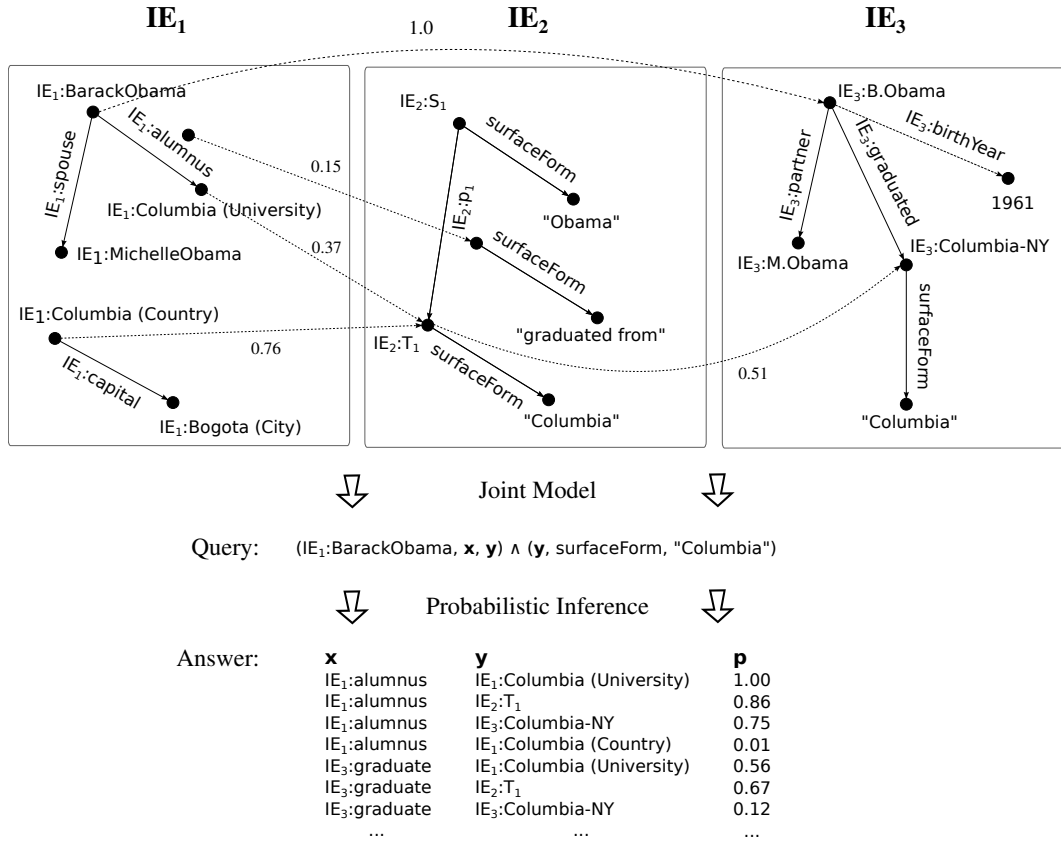 IE₁ IE₂ IE₃
1.0
IE₁:BarackObama
IE₁:alumnus
IE₁:spouse
IE₁:Columbia (University)
IE₁:MichelleObama
IE₁:Columbia (Country)
IE₁:capital
IE₁:Bogota (City)
0.15
0.37
0.76
IE₂:S₁
surfaceForm
"Obama"
IE₂:p₁
surfaceForm
"graduated from"
IE₂:T₁
surfaceForm
"Columbia"
0.51
IE₃:B.Obama
IE₃:birthYear
1961
IE₃:partner
IE₃:graduated
IE₃:M.Obama
IE₃:Columbia-NY
surfaceForm
"Columbia"
Joint Model
Query: (IE₁:BarackObama, x, y) ∧ (y, surfaceForm, "Columbia")
Probabilistic Inference
Answer: x y p
IE₁:alumnus IE₁:Columbia (University) 1.00
IE₁:alumnus IE₂:T₁ 0.86
IE₁:alumnus IE₃:Columbia-NY 0.75
IE₁:alumnus IE₁:Columbia (Country) 0.01
IE₃:graduate IE₁:Columbia (University) 0.56
IE₃:graduate IE₂:T₁ 0.67
IE₃:graduate IE₃:Columbia-NY 0.12
... ... ...